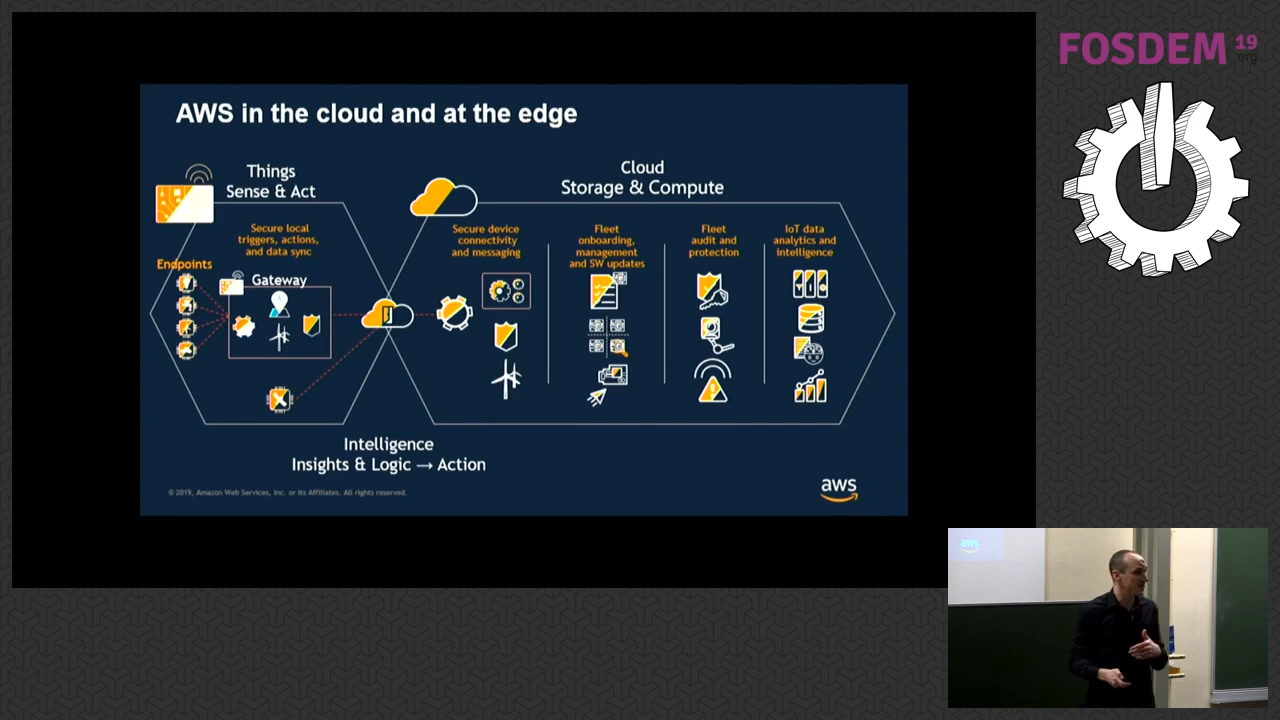 FOSDEM 19
.org
AWS in the cloud and at the edge
Things
Sense & Act
Cloud
Storage & Compute
Secure local
triggers, actions,
and data sync
Endpoints
Gateway
Secure device
connectivity
and messaging
Fleet
onboarding,
management
and SW updates
Fleet
audit and
protection
IoT data
analytics and
intelligence
Intelligence
Insights & Logic → Action
© 2019, Amazon Web Services, Inc. or its Affiliates. All rights reserved.
aws
aws